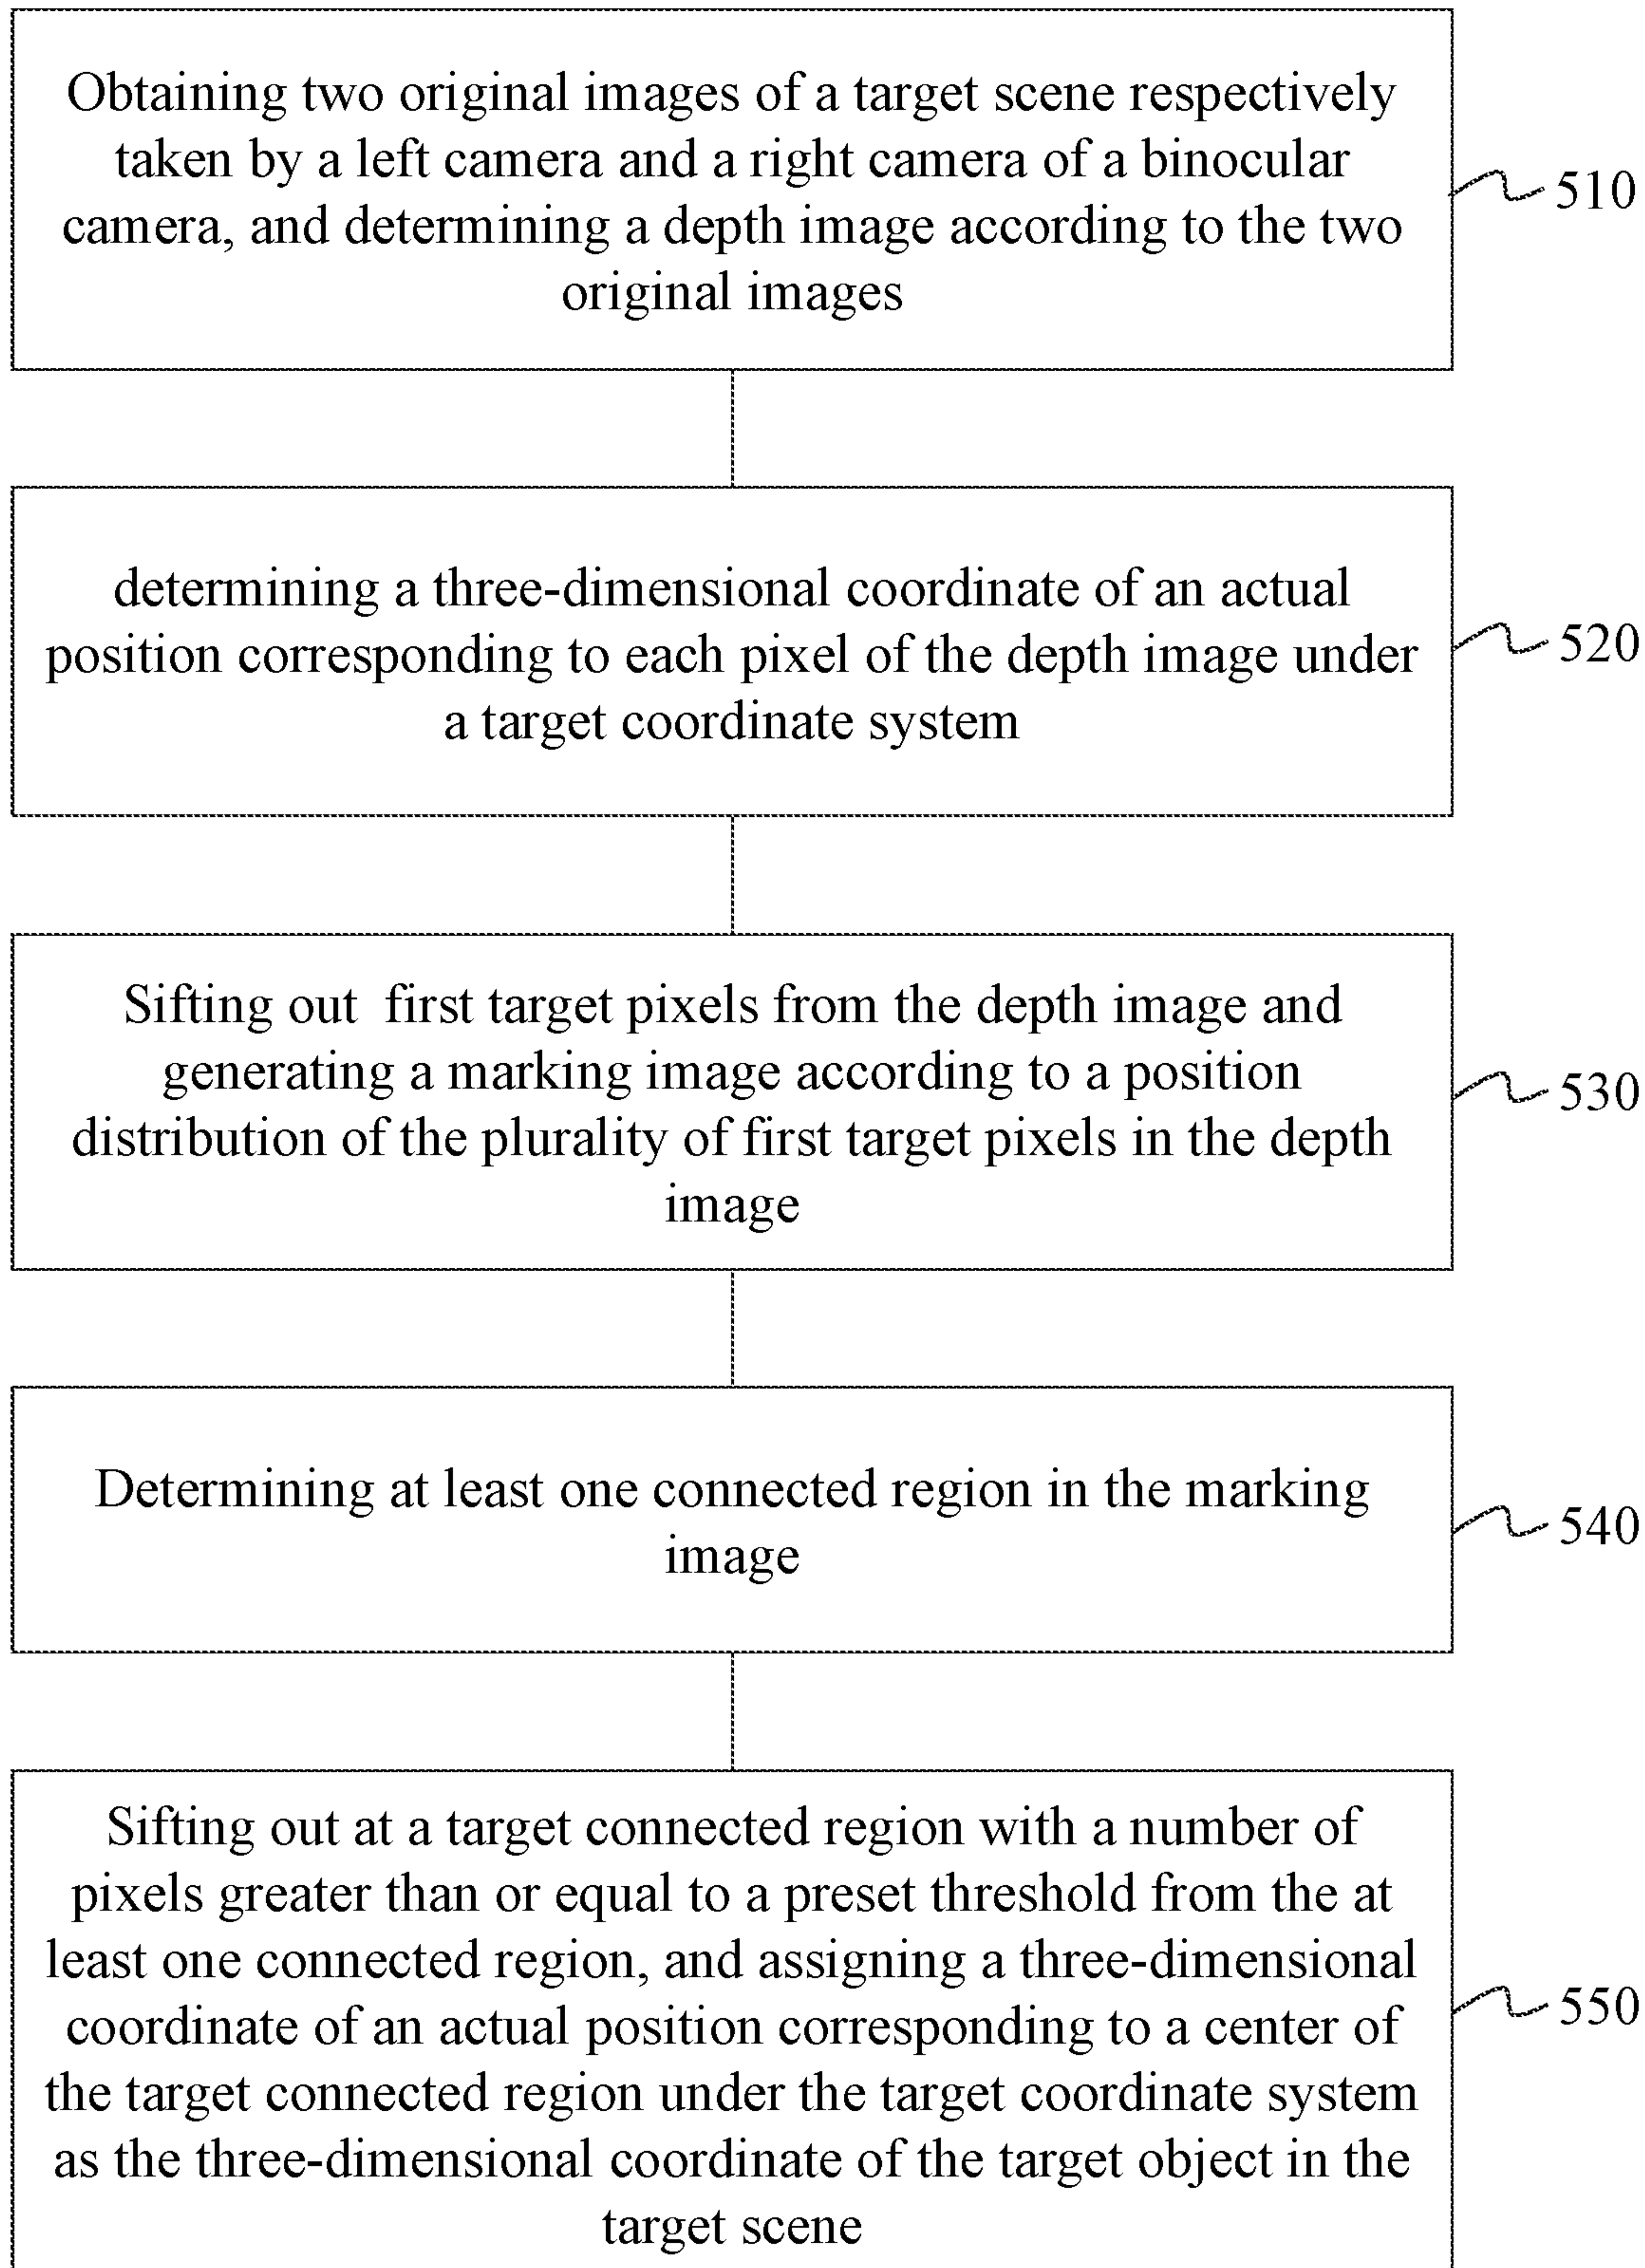 Obtaining two original images of a target scene respectively
taken by a left camera and a right camera of a binocular
camera, and determining a depth image according to the two
original images
510
determining a three-dimensional coordinate of an actual
position corresponding to each pixel of the depth image under
a target coordinate system
520
Sifting out  first target pixels from the depth image and
generating a marking image according to a position
distribution of the plurality of first target pixels in the depth
image
530
Determining at least one connected region in the marking
image
540
Sifting out at a target connected region with a number of
pixels greater than or equal to a preset threshold from the at
least one connected region, and assigning a three-dimensional
coordinate of an actual position corresponding to a center of
the target connected region under the target coordinate system
as the three-dimensional coordinate of the target object in the
target scene
550